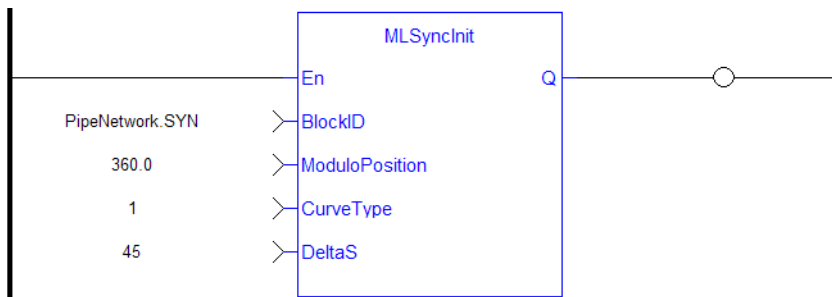 MLSyncInit
En Q
PipeNetwork.SYN BlockID
360.0 ModuloPosition
1 CurveType
45 DeltaS